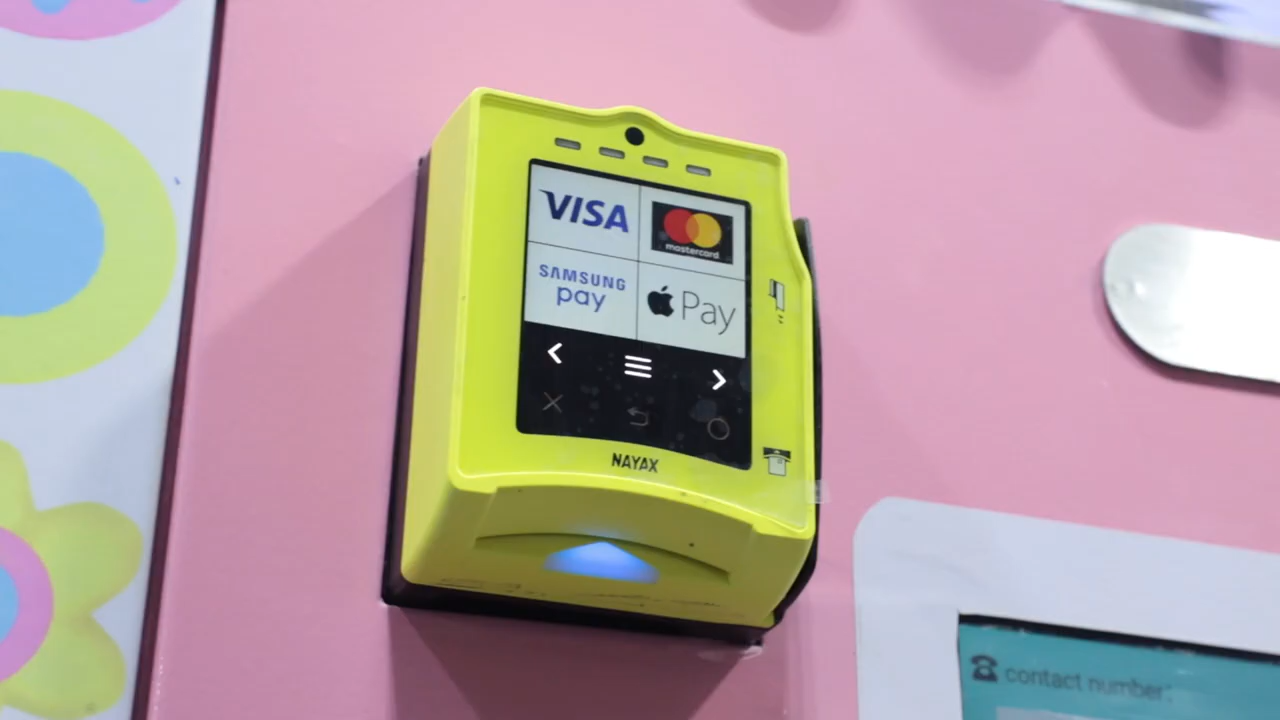 VISA
mastercard
SAMSUNG
pay
Pay
NAYAX
contact number: